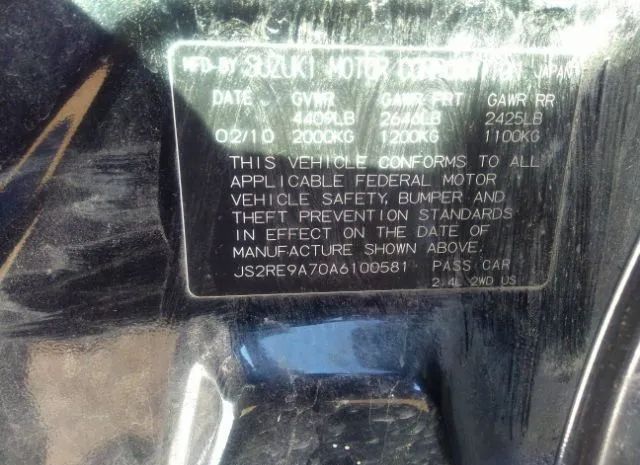 MFD-BY SUZUKI MOTOR CORPORATION JAPAN
DATE GVWR GAWR FRT GAWR RR
4409LB 2646LB 2425LB
02/10 2000KG 1200KG 1100KG
THIS VEHICLE CONFORMS TO ALL
APPLICABLE FEDERAL MOTOR
VEHICLE SAFETY, BUMPER AND
THEFT PREVENTION STANDARDS
IN EFFECT ON THE DATE OF
MANUFACTURE SHOWN ABOVE.
JS2RE9A70A6100581 PASS CAR
2.4L 2WD US